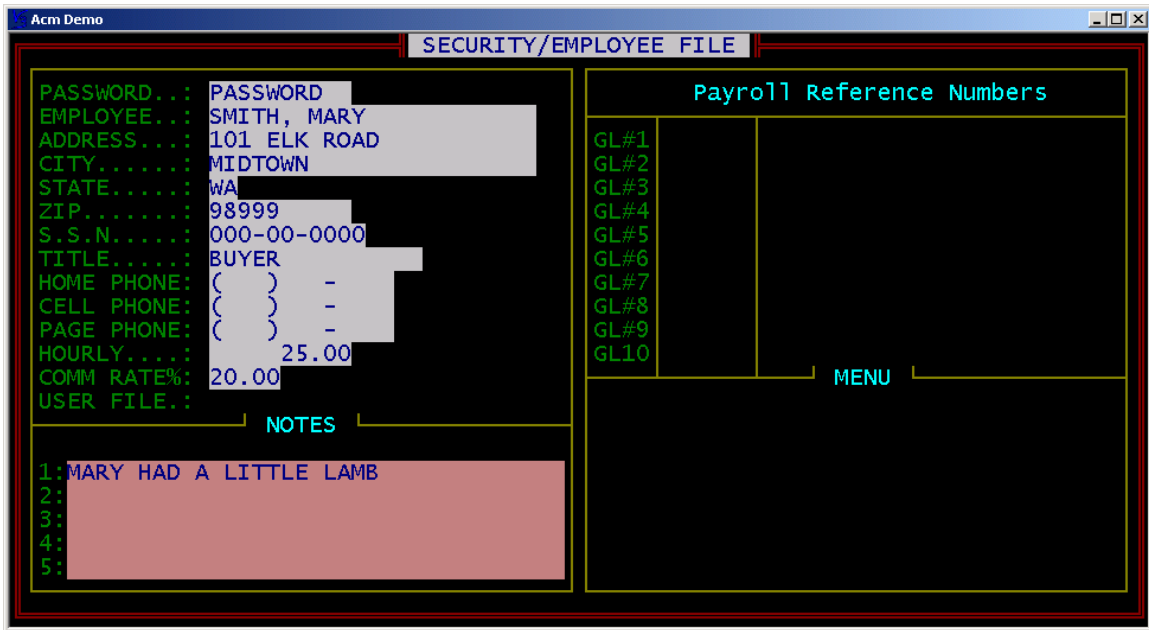 Acm Demo
SECURITY/EMPLOYEE FILE
PASSWORD..: PASSWORD
EMPLOYEE..: SMITH, MARY
ADDRESS...: 101 ELK ROAD
CITY......: MIDTOWN
STATE.....: WA
ZIP.......: 98999
S.S.N.....: 000-00-0000
TITLE.....: BUYER
HOME PHONE: (   )   -
CELL PHONE: (   )   -
PAGE PHONE: (   )   -
HOURLY....: 25.00
COMM RATE%: 20.00
USER FILE.:
NOTES
1:MARY HAD A LITTLE LAMB
2:
3:
4:
5:
Payroll Reference Numbers
GL#1
GL#2
GL#3
GL#4
GL#5
GL#6
GL#7
GL#8
GL#9
GL10
MENU